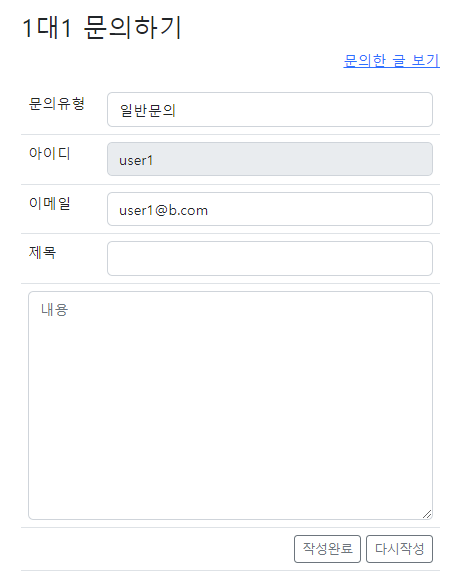 1대1 문의하기
문의한 글 보기
문의유형 일반문의
아이디 user1
이메일 user1@b.com
제목
내용
작성완료 다시작성